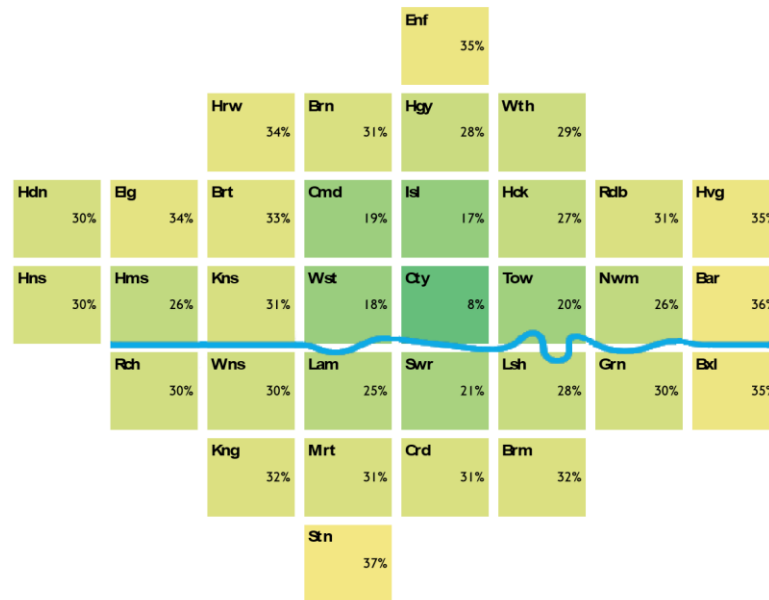 Enf
35%
Hrw Brn Hgy Wth
34% 31% 28% 29%
Hdn Elg Brt Cmd Isl Hck Rdb Hvg
30% 34% 33% 19% 17% 27% 31% 35%
Hns Hms Kns Wst Cty Tow Nwm Bar
30% 26% 31% 18% 8% 20% 26% 36%
Rch Wns Lam Swr Lsh Grn Bxl
30% 30% 25% 21% 28% 30% 35%
Kng Mrt Crd Brm
32% 31% 31% 32%
Stn
37%